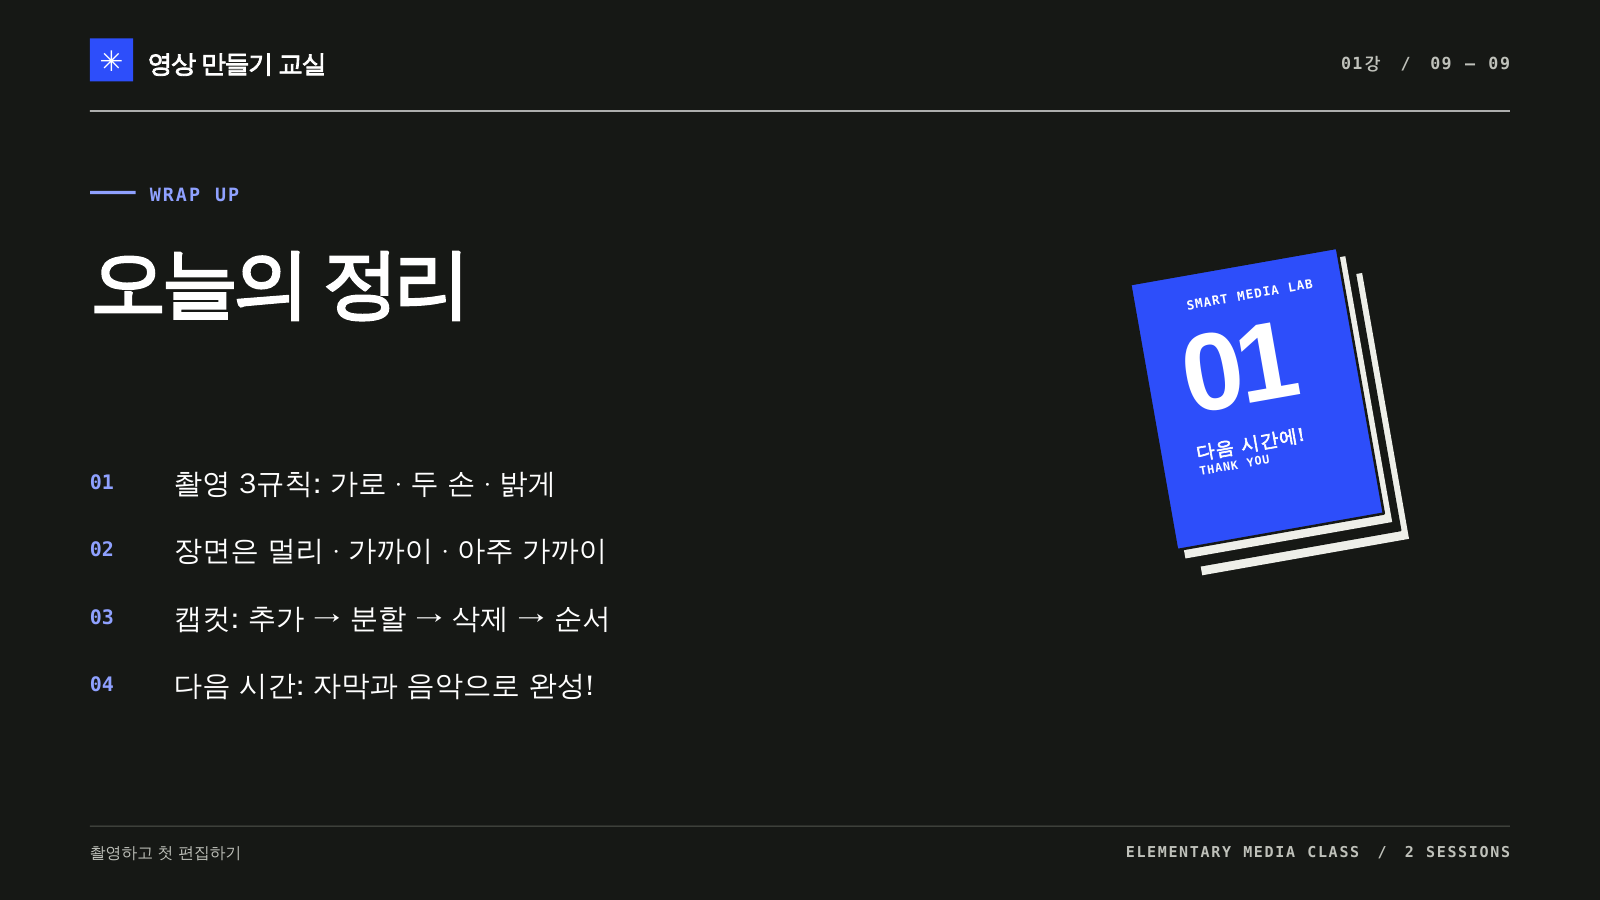 영상 만들기 교실
01강 / 09 — 09
WRAP UP
오늘의 정리
01 촬영 3규칙: 가로 · 두 손 · 밝게
02 장면은 멀리 · 가까이 · 아주 가까이
03 캡컷: 추가 → 분할 → 삭제 → 순서
04 다음 시간: 자막과 음악으로 완성!
SMART MEDIA LAB
01
다음 시간에!
THANK YOU
촬영하고 첫 편집하기
ELEMENTARY MEDIA CLASS / 2 SESSIONS